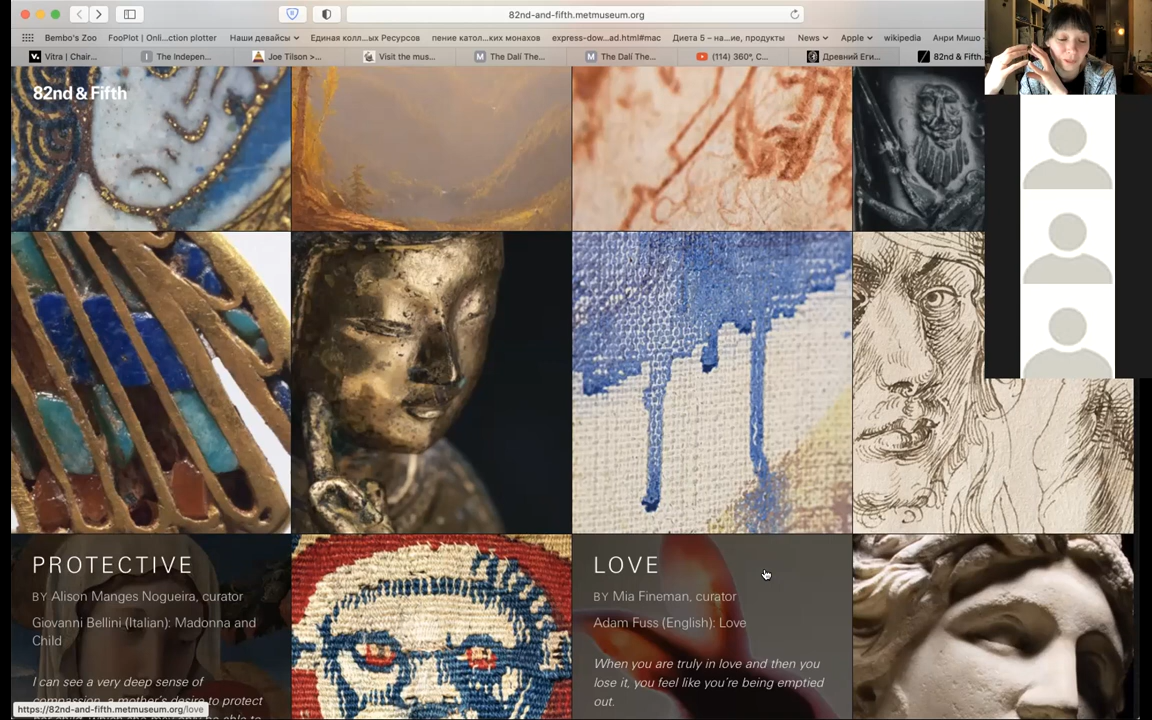 82nd-and-fifth.metmuseum.org
Bembo's Zoo
FooPlot | Onli...ction plotter
Наши девайсы
Единая колл...ых Ресурсов
пение катол...ких монахов
express-dow...ad.html#mac
Диета 5 – на...ие, продукты
News
Apple
wikipedia
Анри Мишо
Vitra | Chair...
The Indepen...
Joe Tilson >...
Visit the mus...
The Dalí The...
The Dalí The...
(114) 360°, С...
Древний Еги...
82nd & Fifth.
82nd & Fifth
PROTECTIVE
BY Alison Manges Nogueira, curator
Giovanni Bellini (Italian): Madonna and
Child
I can see a very deep sense of
compassion, a mother's desire to protect
LOVE
BY Mia Fineman, curator
Adam Fuss (English): Love
When you are truly in love and then you
lose it, you feel like you're being emptied
out.
https://82nd-and-fifth.metmuseum.org/love